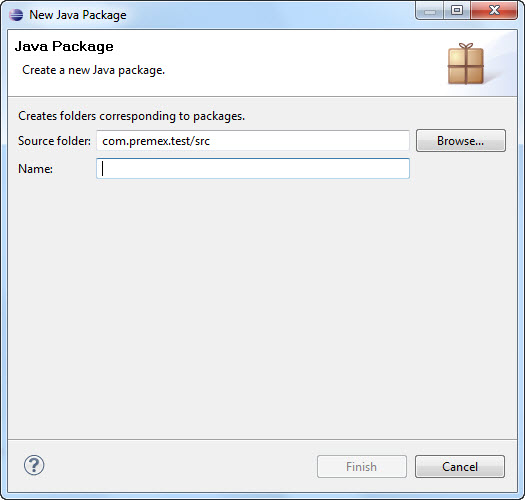 New Java Package
Java Package
Create a new Java package.
Creates folders corresponding to packages.
Source folder: com.premex.test/src Browse...
Name:
?
Finish Cancel